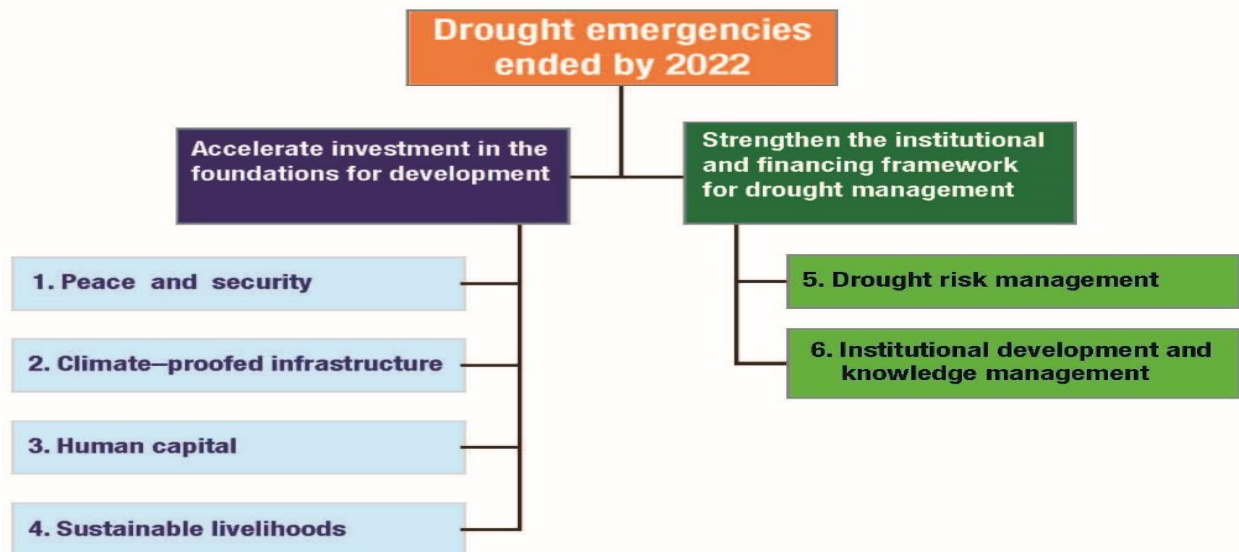 Drought emergencies
ended by 2022
Accelerate investment in the
foundations for development
Strengthen the institutional
and financing framework
for drought management
1. Peace and security
2. Climate–proofed infrastructure
3. Human capital
4. Sustainable livelihoods
5. Drought risk management
6. Institutional development and
knowledge management